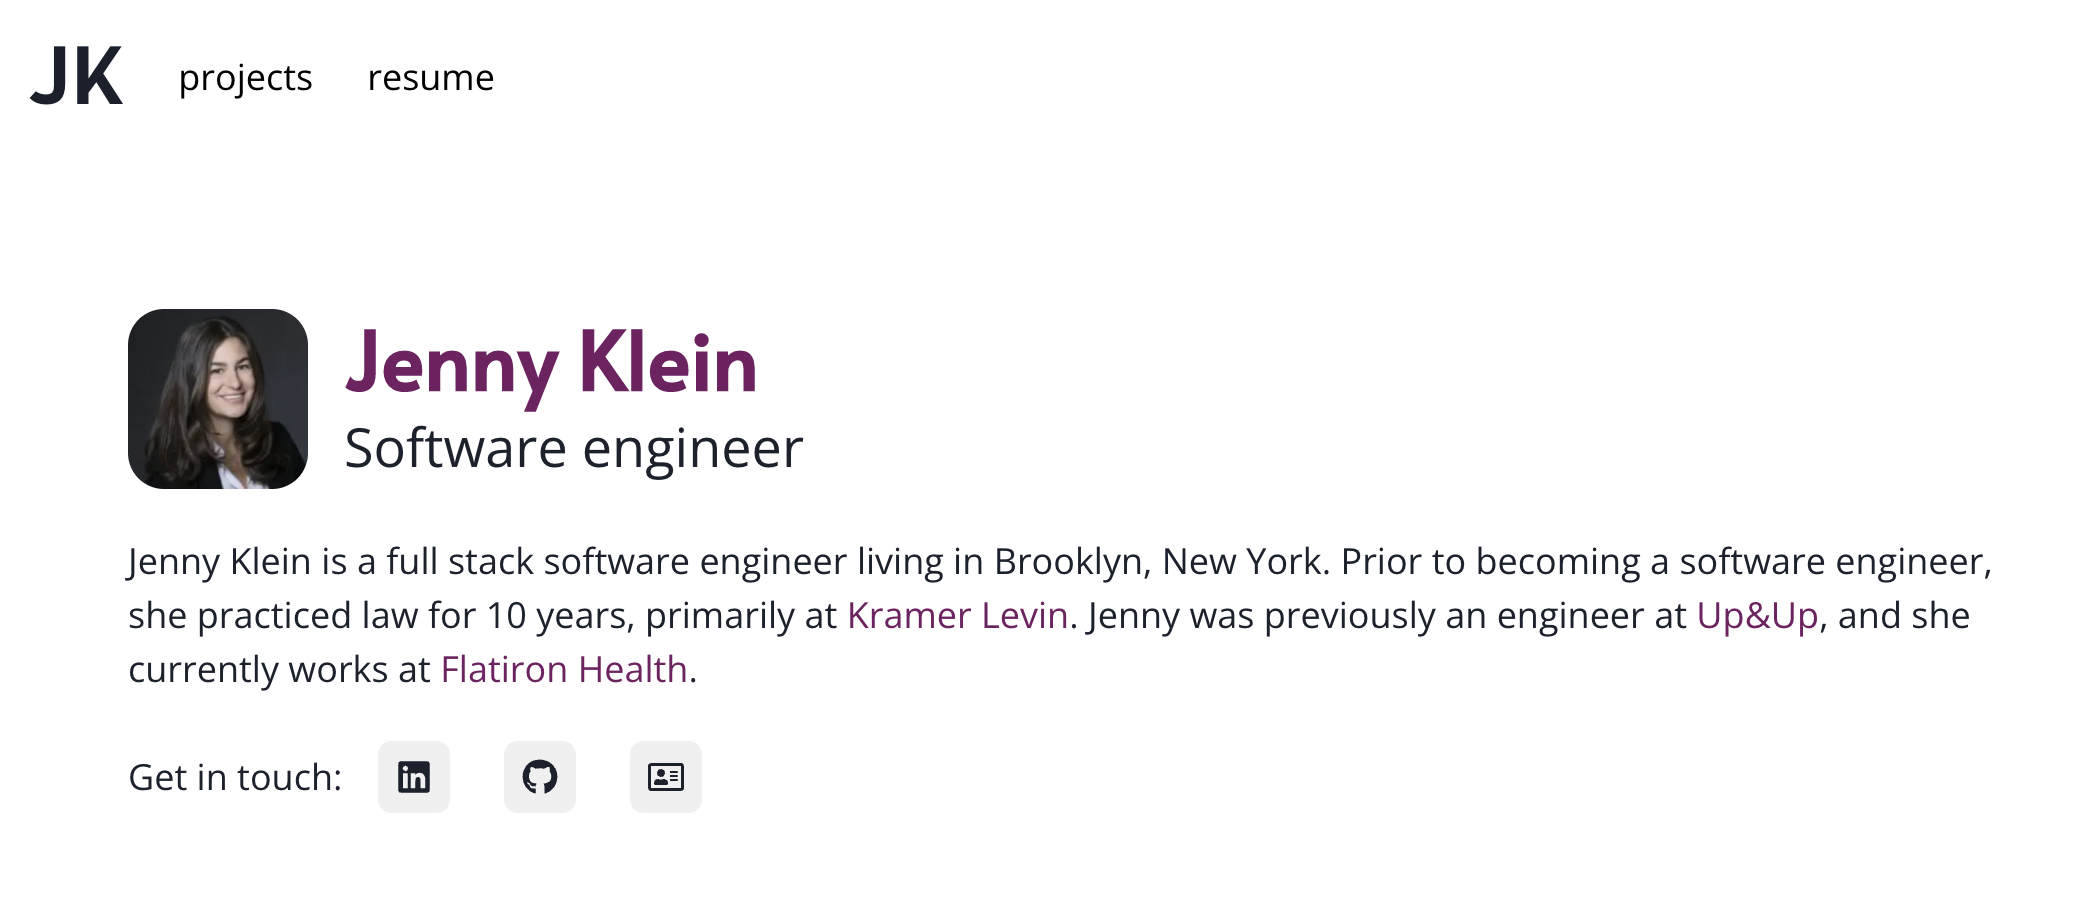 JK projects resume
Jenny Klein
Software engineer
Jenny Klein is a full stack software engineer living in Brooklyn, New York. Prior to becoming a software engineer,
she practiced law for 10 years, primarily at Kramer Levin. Jenny was previously an engineer at Up&Up, and she
currently works at Flatiron Health.
Get in touch: in